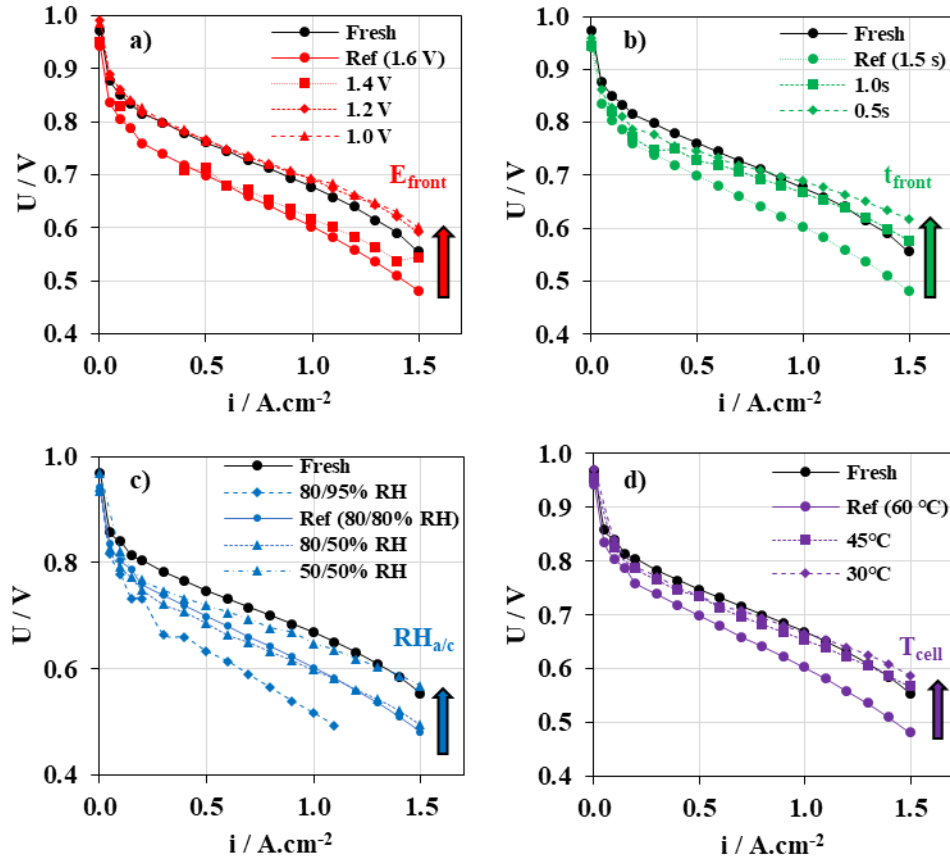 a)
Fresh
Ref (1.6 V)
1.4 V
1.2 V
1.0 V
E_front
U / V
1.0
0.9
0.8
0.7
0.6
0.5
0.4
0.0 0.5 1.0 1.5
i / A.cm⁻²
b)
Fresh
Ref (1.5 s)
1.0s
0.5s
t_front
U / V
1.0
0.9
0.8
0.7
0.6
0.5
0.4
0.0 0.5 1.0 1.5
i / A.cm⁻²
c)
Fresh
80/95% RH
Ref (80/80% RH)
80/50% RH
50/50% RH
RH_a/c
U / V
1.0
0.8
0.6
0.4
0.0 0.5 1.0 1.5
i / A.cm⁻²
d)
Fresh
Ref (60 °C)
45°C
30°C
T_cell
U / V
1.0
0.9
0.8
0.7
0.6
0.5
0.4
0.0 0.5 1.0 1.5
i / A.cm⁻²